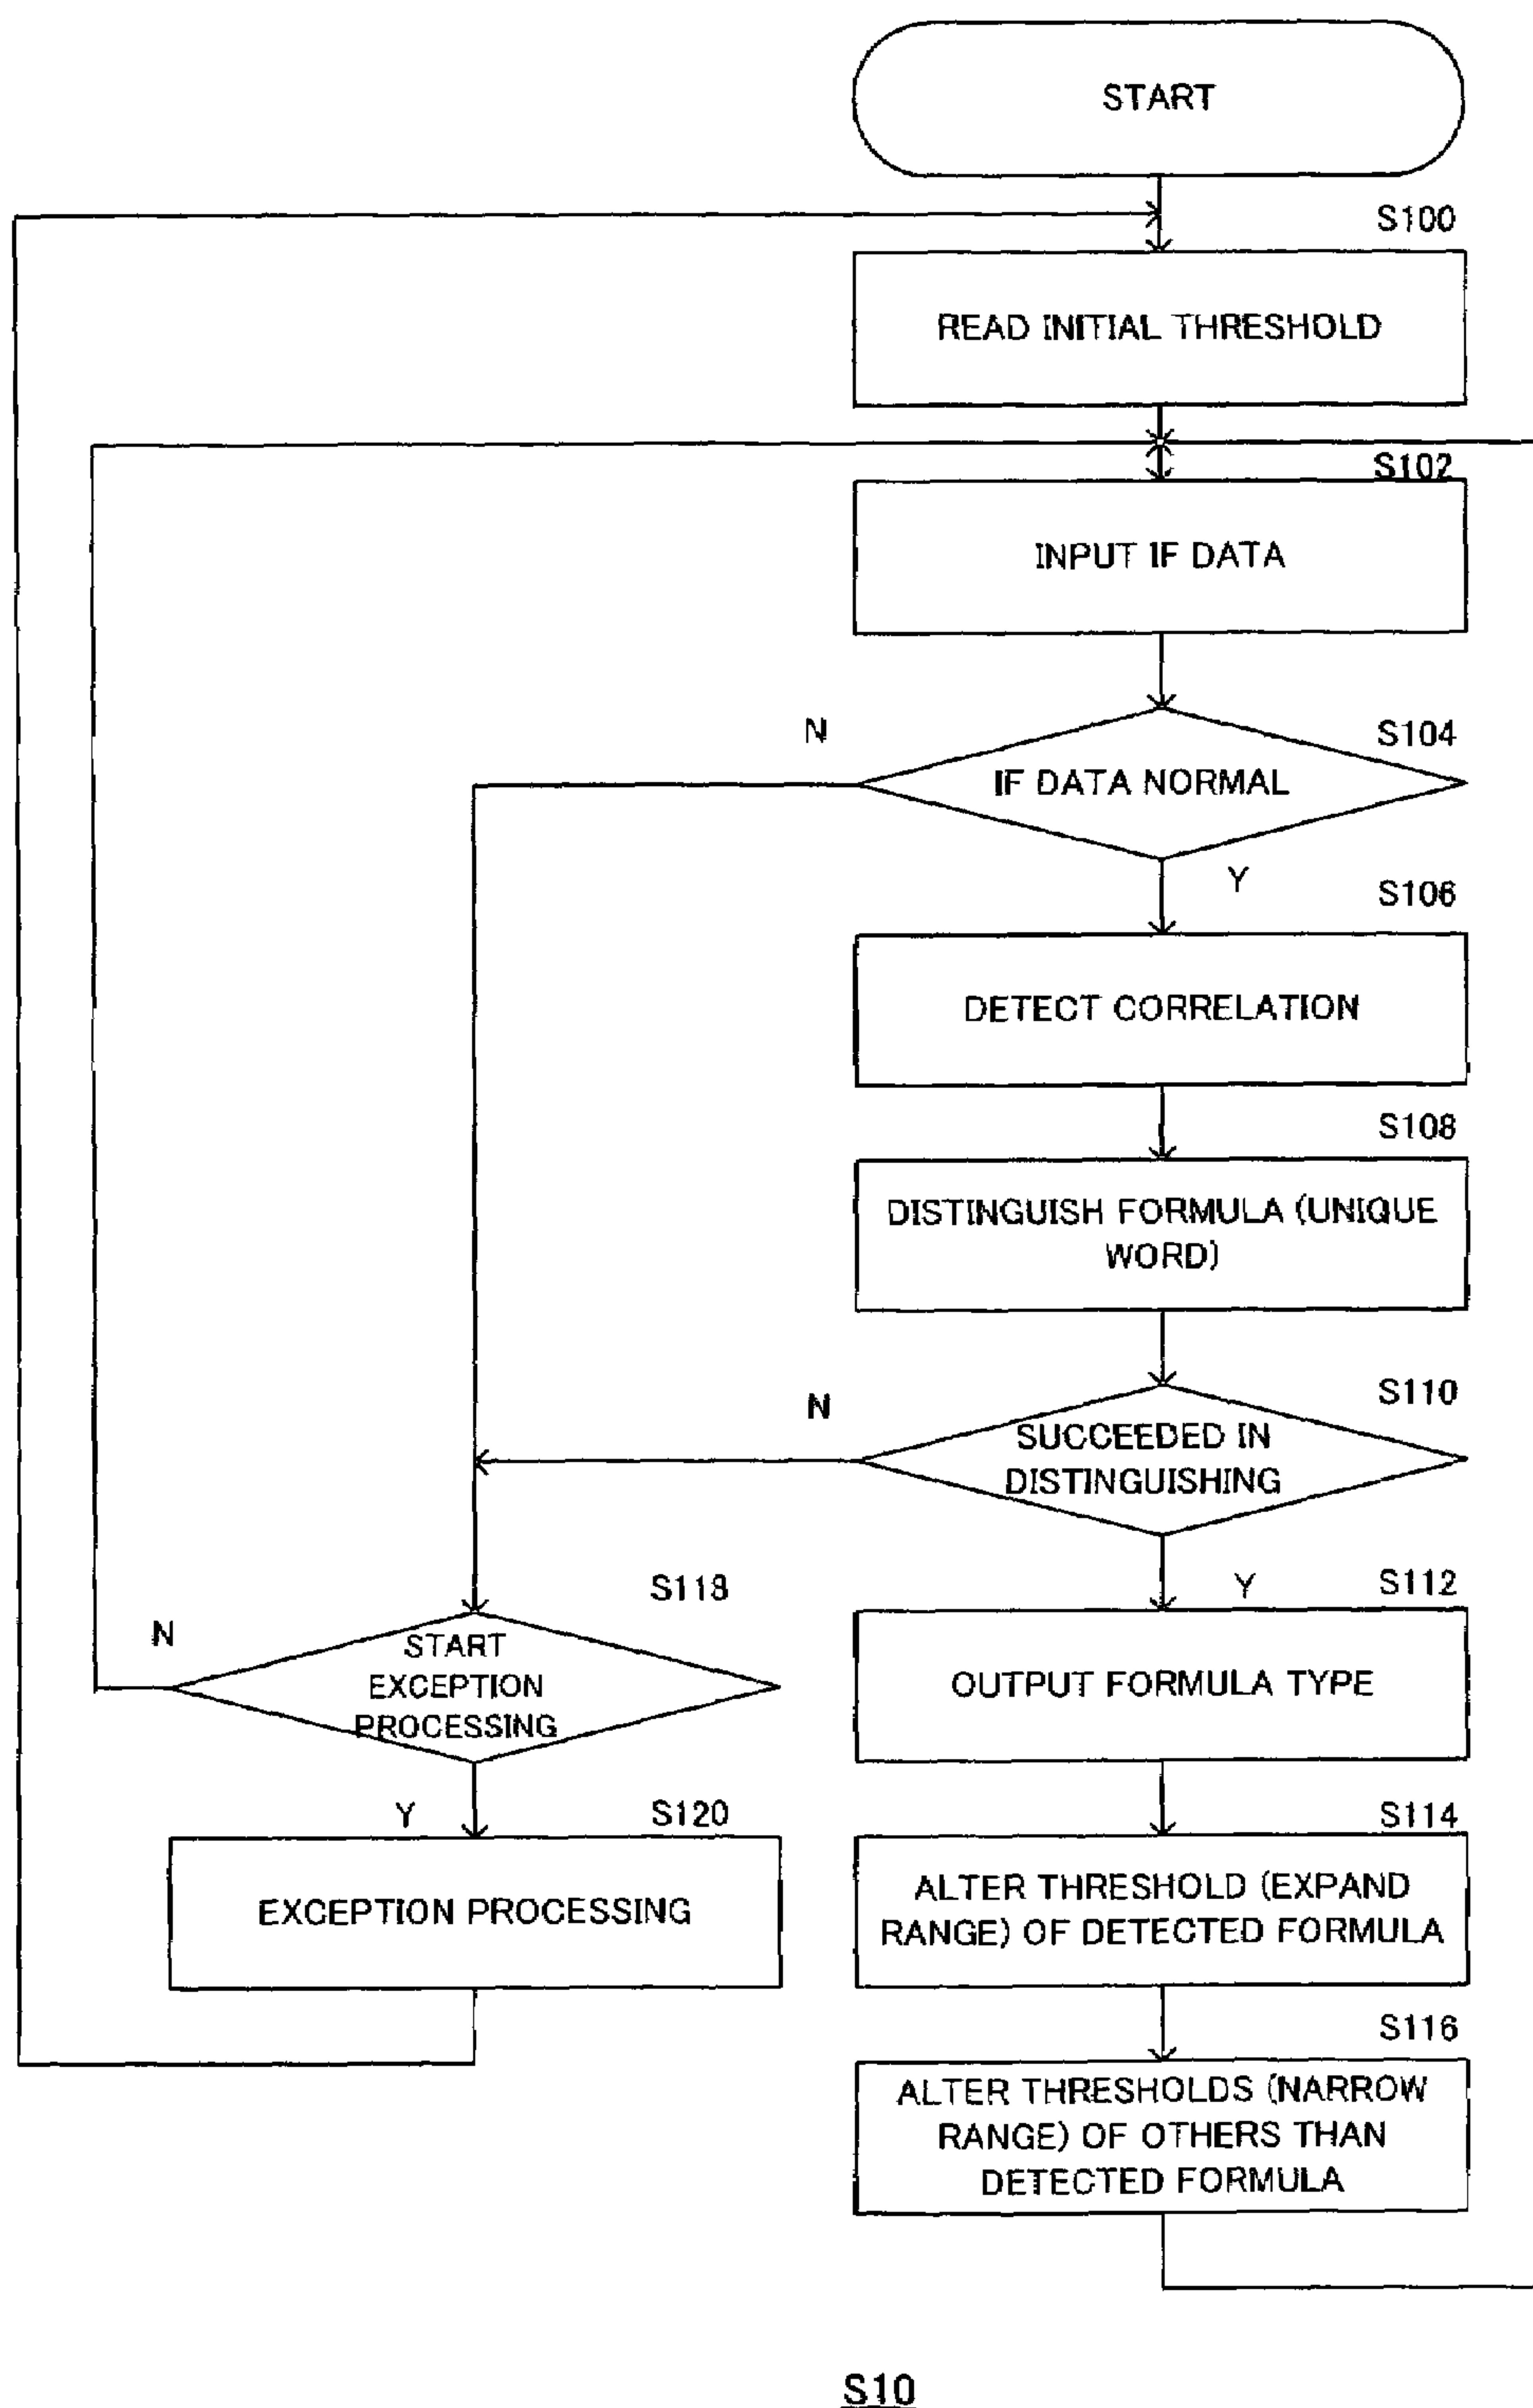 START
S100
READ INITIAL THRESHOLD
S102
INPUT IF DATA
N
S104
IF DATA NORMAL
Y
S106
DETECT CORRELATION
S108
DISTINGUISH FORMULA (UNIQUE
WORD)
N
S110
SUCCEEDED IN
DISTINGUISHING
Y
S112
OUTPUT FORMULA TYPE
N
S118
START
EXCEPTION
PROCESSING
Y
S120
EXCEPTION PROCESSING
S114
ALTER THRESHOLD (EXPAND
RANGE) OF DETECTED FORMULA
S116
ALTER THRESHOLDS (NARROW
RANGE) OF OTHERS THAN
DETECTED FORMULA
S10